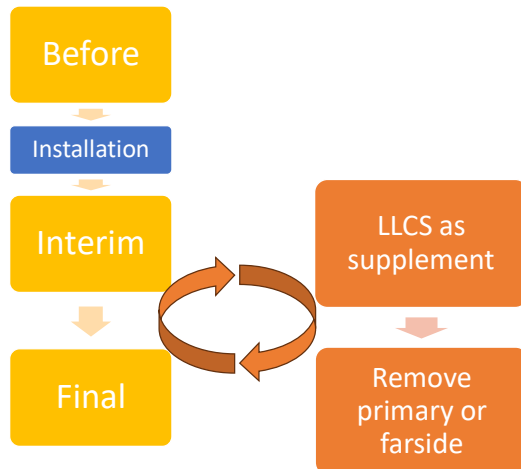 Before
Installation
Interim
Final
LLCS as
supplement
Remove
primary or
farside